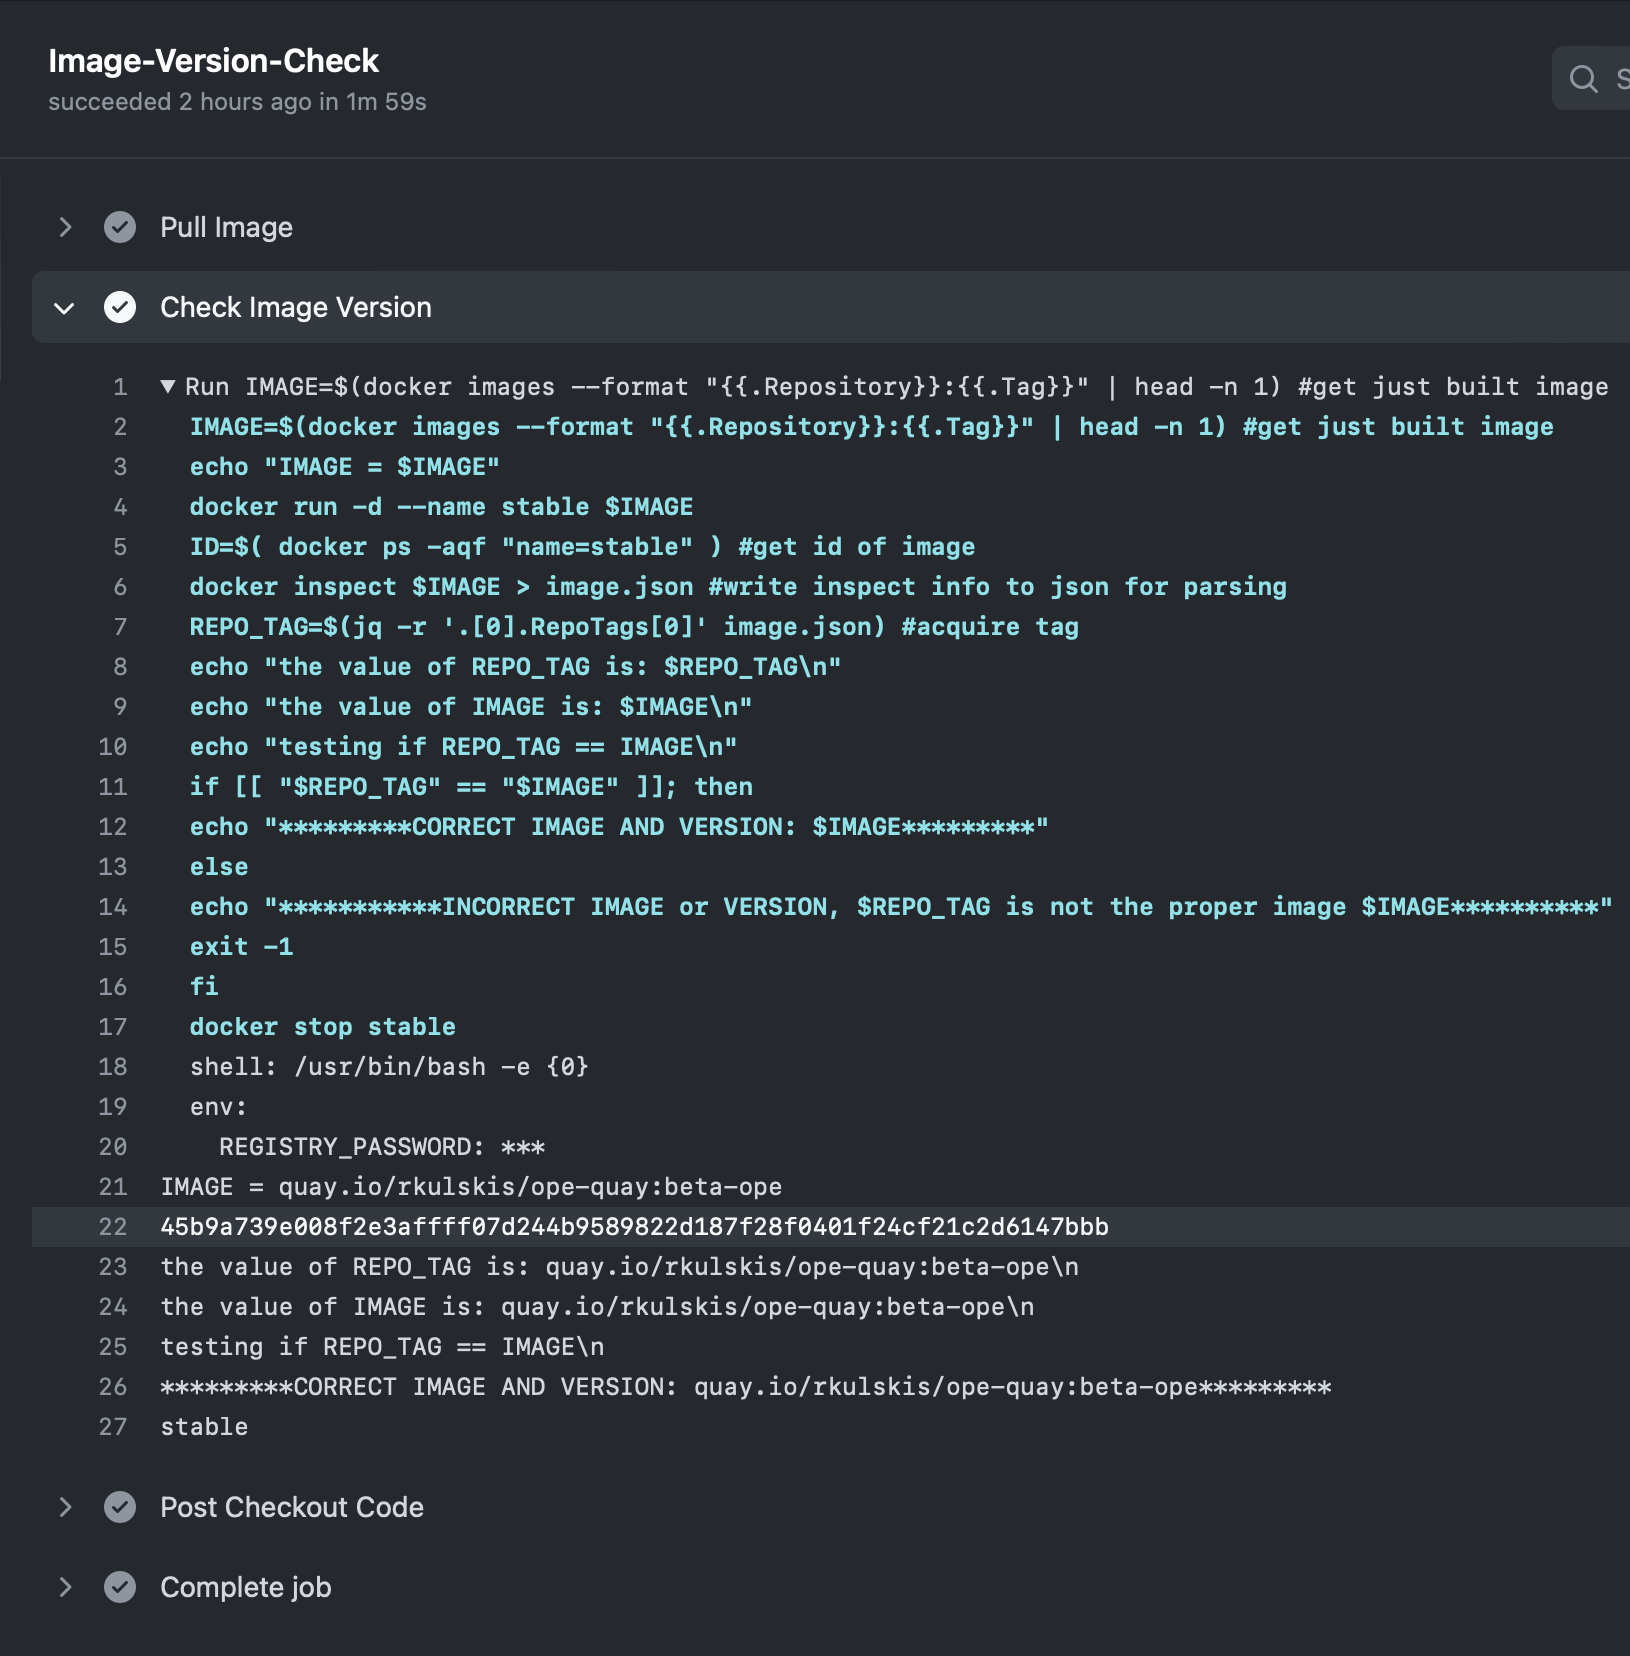 Image-Version-Check
succeeded 2 hours ago in 1m 59s
S
Pull Image
Check Image Version
1 ▼ Run IMAGE=$(docker images --format "{{.Repository}}:{{.Tag}}" | head -n 1) #get just built image
2 IMAGE=$(docker images --format "{{.Repository}}:{{.Tag}}" | head -n 1) #get just built image
3 echo "IMAGE = $IMAGE"
4 docker run -d --name stable $IMAGE
5 ID=$( docker ps -aqf "name=stable" ) #get id of image
6 docker inspect $IMAGE > image.json #write inspect info to json for parsing
7 REPO_TAG=$(jq -r '.[0].RepoTags[0]' image.json) #acquire tag
8 echo "the value of REPO_TAG is: $REPO_TAG\n"
9 echo "the value of IMAGE is: $IMAGE\n"
10 echo "testing if REPO_TAG == IMAGE\n"
11 if [[ "$REPO_TAG" == "$IMAGE" ]]; then
12 echo "*********CORRECT IMAGE AND VERSION: $IMAGE*********"
13 else
14 echo "***********INCORRECT IMAGE or VERSION, $REPO_TAG is not the proper image $IMAGE**********"
15 exit -1
16 fi
17 docker stop stable
18 shell: /usr/bin/bash -e {0}
19 env:
20 REGISTRY_PASSWORD: ***
21 IMAGE = quay.io/rkulskis/ope-quay:beta-ope
22 45b9a739e008f2e3affff07d244b9589822d187f28f0401f24cf21c2d6147bbb
23 the value of REPO_TAG is: quay.io/rkulskis/ope-quay:beta-ope\n
24 the value of IMAGE is: quay.io/rkulskis/ope-quay:beta-ope\n
25 testing if REPO_TAG == IMAGE\n
26 *********CORRECT IMAGE AND VERSION: quay.io/rkulskis/ope-quay:beta-ope*********
27 stable
Post Checkout Code
Complete job